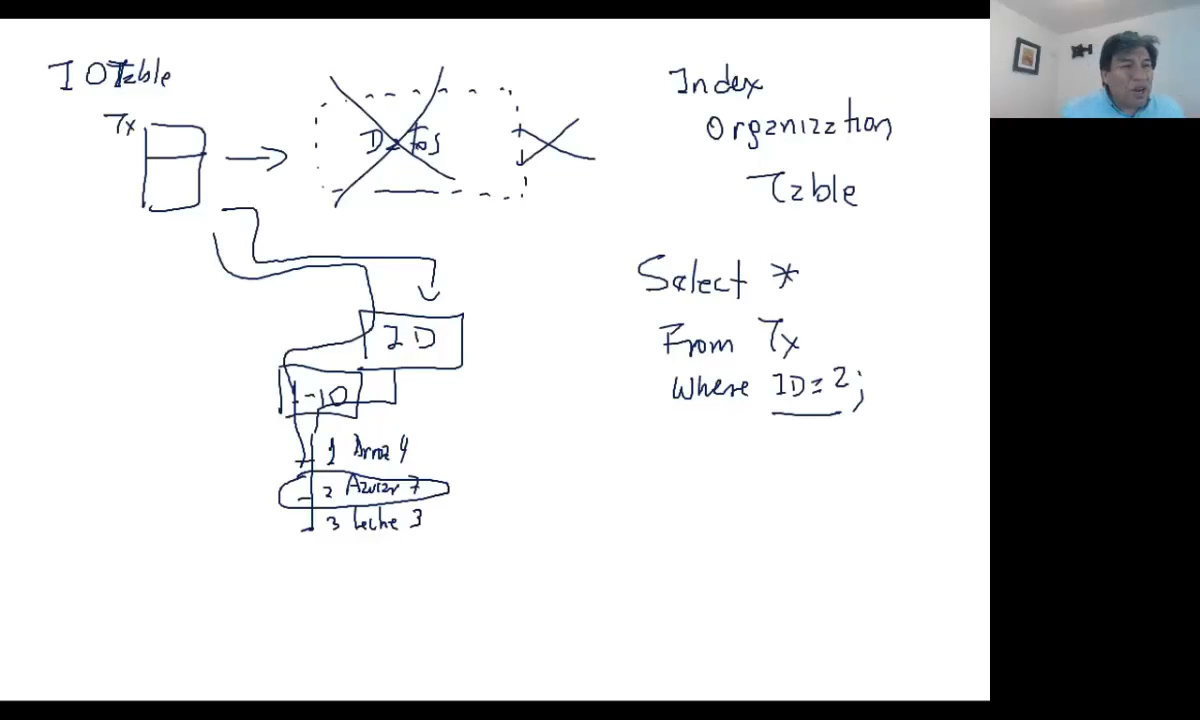 IOTable
Tx
Datos
ID
1-10
1 Arroz 4
2 Azucar 7
3 Leche 3
Index
Organization
Table
Select *
From Tx
Where ID=2;